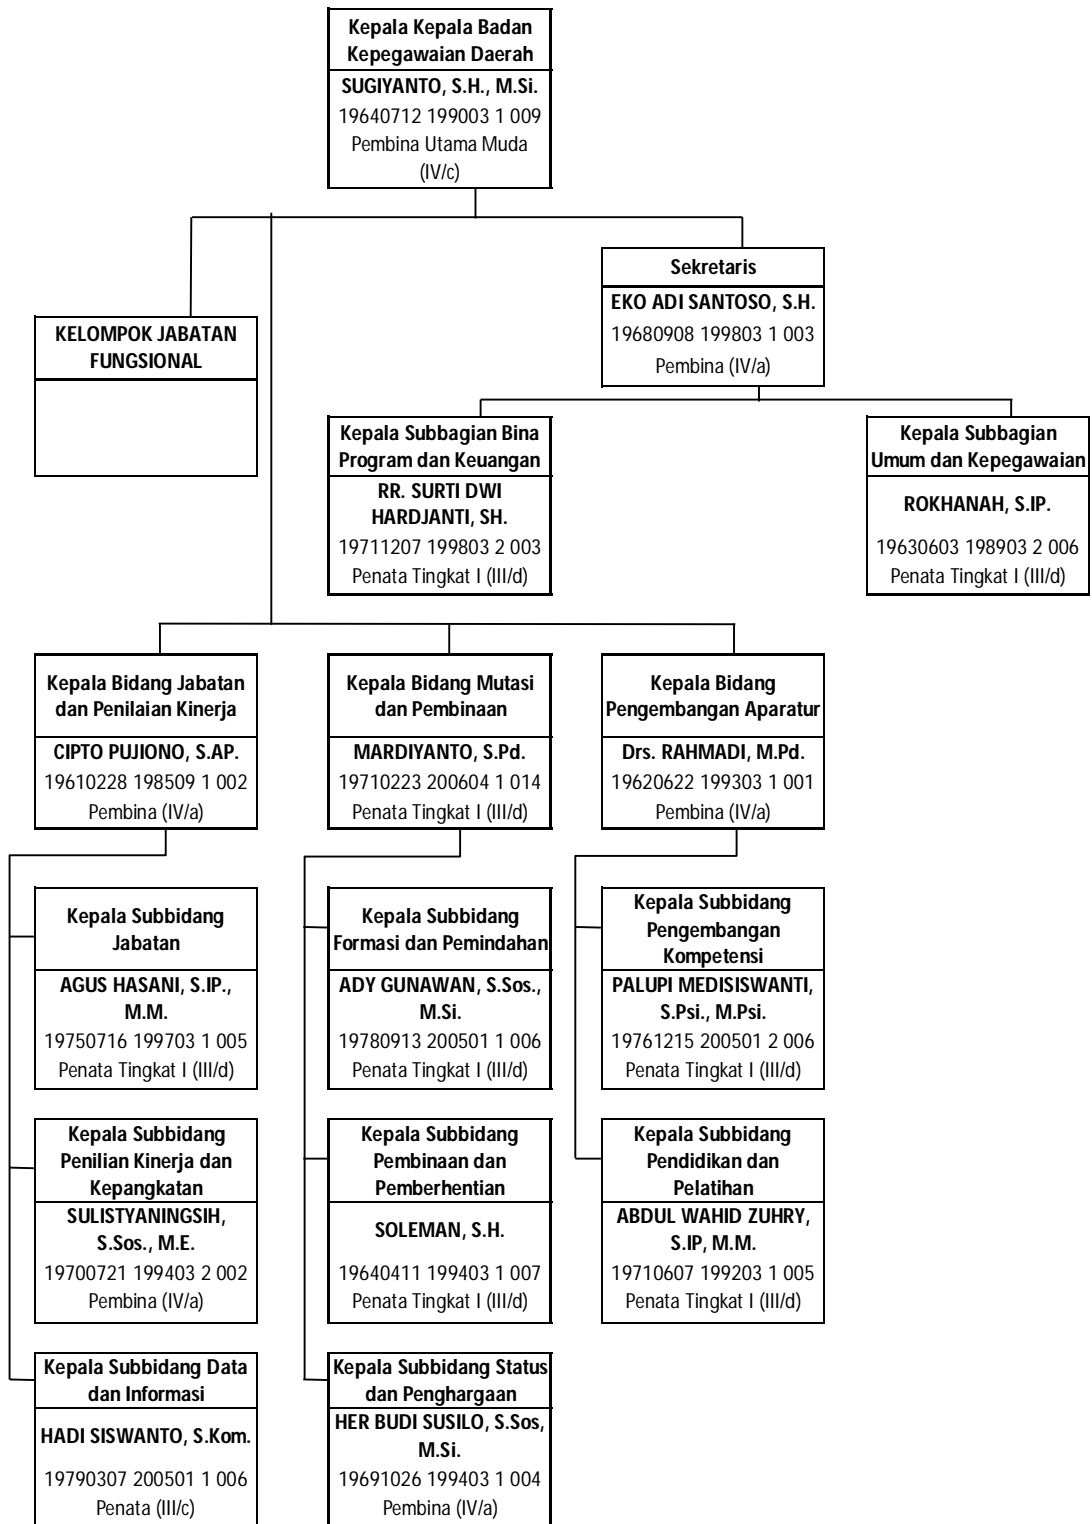 Kepala Kepala Badan
Kepegawaian Daerah
SUGIYANTO, S.H., M.Si.
19640712 199003 1 009
Pembina Utama Muda
(IV/c)
Sekretaris
EKO ADI SANTOSO, S.H.
19680908 199803 1 003
Pembina (IV/a)
KELOMPOK JABATAN
FUNGSIONAL
Kepala Subbagian Bina
Program dan Keuangan
RR. SURTI DWI
HARDJANTI, SH.
19711207 199803 2 003
Penata Tingkat I (III/d)
Kepala Subbagian
Umum dan Kepegawaian
ROKHANAH, S.IP.
19630603 198903 2 006
Penata Tingkat I (III/d)
Kepala Bidang Jabatan
dan Penilaian Kinerja
CIPTO PUJIONO, S.AP.
19610228 198509 1 002
Pembina (IV/a)
Kepala Bidang Mutasi
dan Pembinaan
MARDIYANTO, S.Pd.
19710223 200604 1 014
Penata Tingkat I (III/d)
Kepala Bidang
Pengembangan Aparatur
Drs. RAHMADI, M.Pd.
19620622 199303 1 001
Pembina (IV/a)
Kepala Subbidang
Jabatan
AGUS HASANI, S.IP.,
M.M.
19750716 199703 1 005
Penata Tingkat I (III/d)
Kepala Subbidang
Formasi dan Pemindahan
ADY GUNAWAN, S.Sos.,
M.Si.
19780913 200501 1 006
Penata Tingkat I (III/d)
Kepala Subbidang
Pengembangan
Kompetensi
PALUPI MEDISISWANTI,
S.Psi., M.Psi.
19761215 200501 2 006
Penata Tingkat I (III/d)
Kepala Subbidang
Penilian Kinerja dan
Kepangkatan
SULISTYANINGSIH,
S.Sos., M.E.
19700721 199403 2 002
Pembina (IV/a)
Kepala Subbidang
Pembinaan dan
Pemberhentian
SOLEMAN, S.H.
19640411 199403 1 007
Penata Tingkat I (III/d)
Kepala Subbidang
Pendidikan dan
Pelatihan
ABDUL WAHID ZUHRY,
S.IP, M.M.
19710607 199203 1 005
Penata Tingkat I (III/d)
Kepala Subbidang Data
dan Informasi
HADI SISWANTO, S.Kom.
19790307 200501 1 006
Penata (III/c)
Kepala Subbidang Status
dan Penghargaan
HER BUDI SUSILO, S.Sos,
M.Si.
19691026 199403 1 004
Pembina (IV/a)